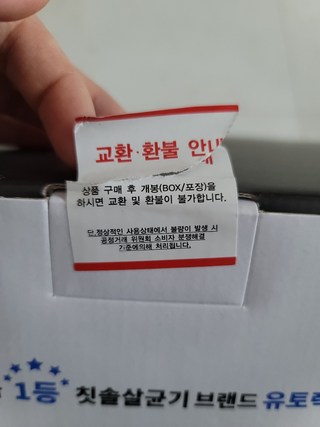 교환·환불 안내
상품 구매 후 개봉(BOX/포장)을
하시면 교환 및 환불이 불가합니다.
단.정상적인 사용상태에서 불량이 발생 시
공정거래 위원회 소비자 분쟁해결
기준에의해 처리됩니다.
1등 칫솔살균기 브랜드 유토